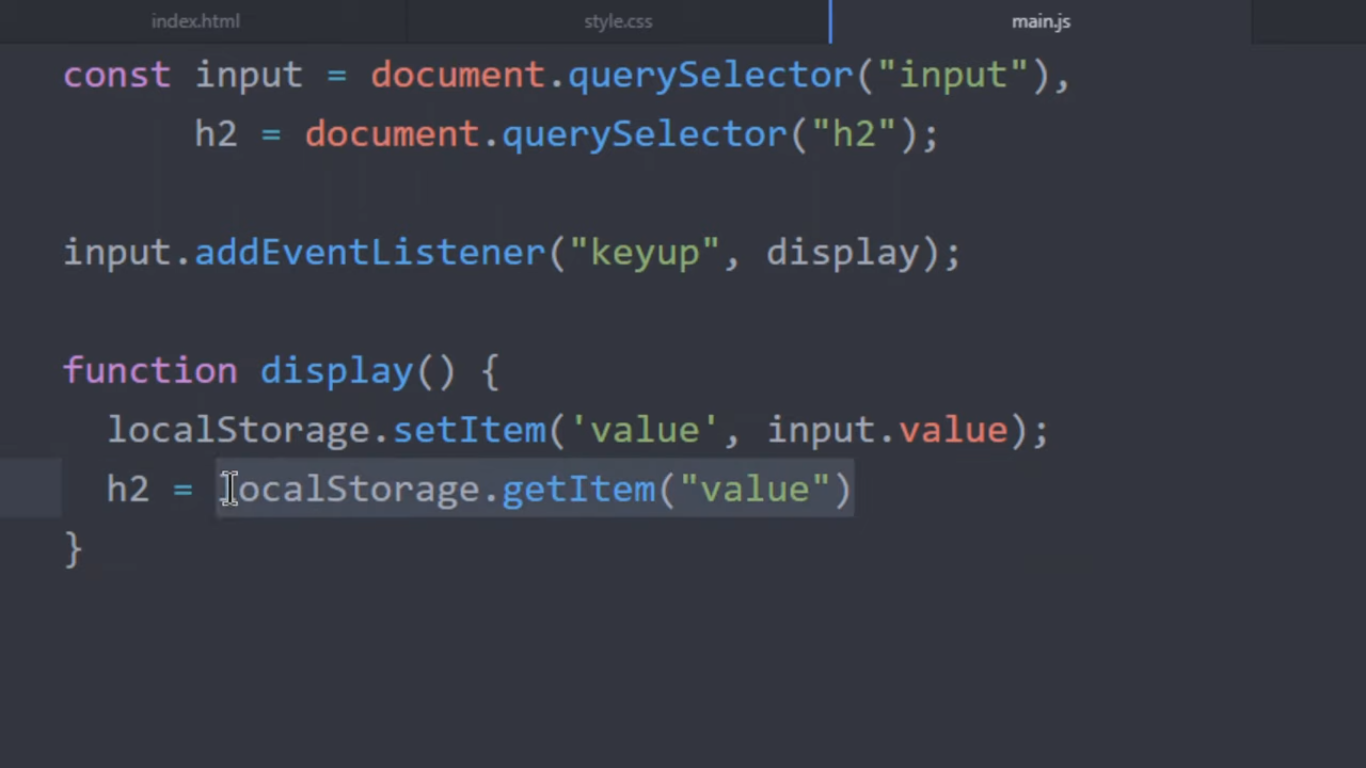 index.html style.css main.js
const input = document.querySelector("input"),
h2 = document.querySelector("h2");
input.addEventListener("keyup", display);
function display() {
localStorage.setItem('value', input.value);
h2 = localStorage.getItem("value")
}